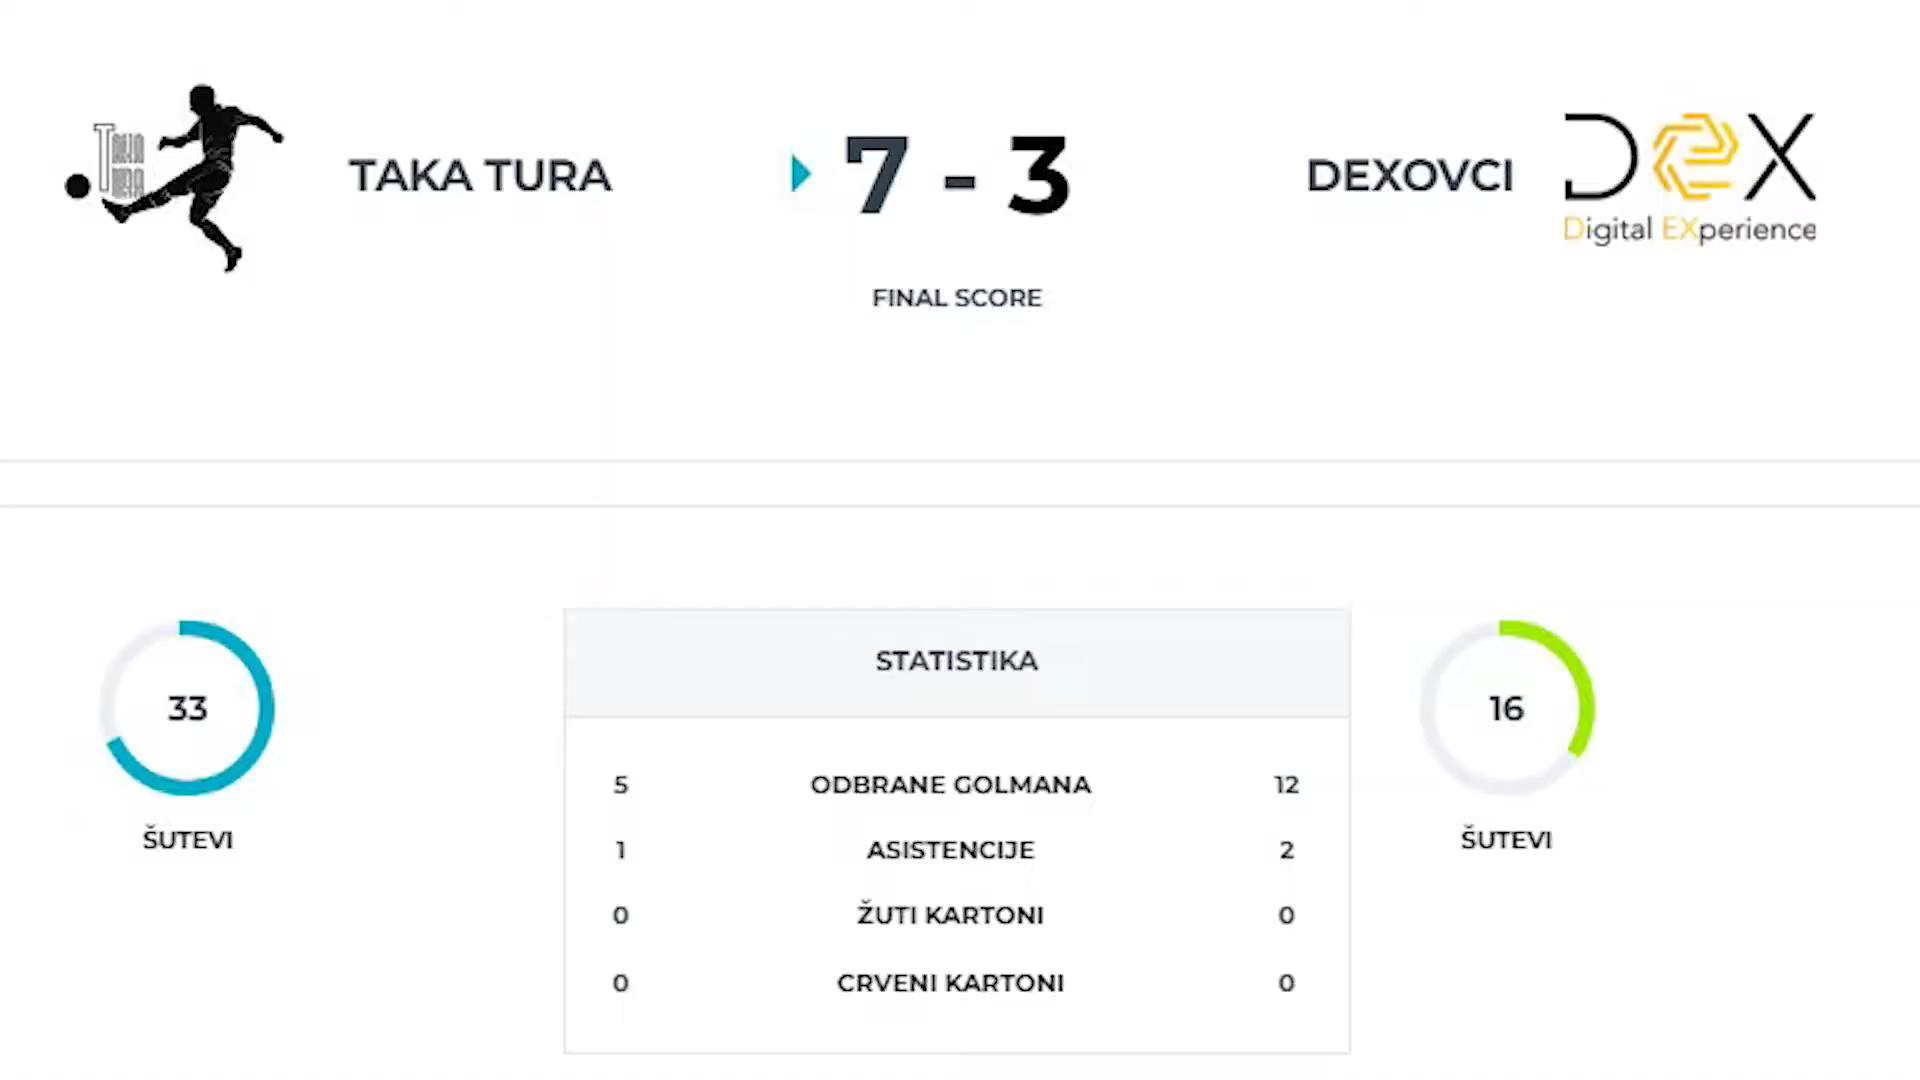 TAKA TURA
7 - 3
DEXOVCI
DeX
Digital EXperience
FINAL SCORE
STATISTIKA
33
ŠUTEVI
16
ŠUTEVI
5 ODBRANE GOLMANA 12
1 ASISTENCIJE 2
0 ŽUTI KARTONI 0
0 CRVENI KARTONI 0